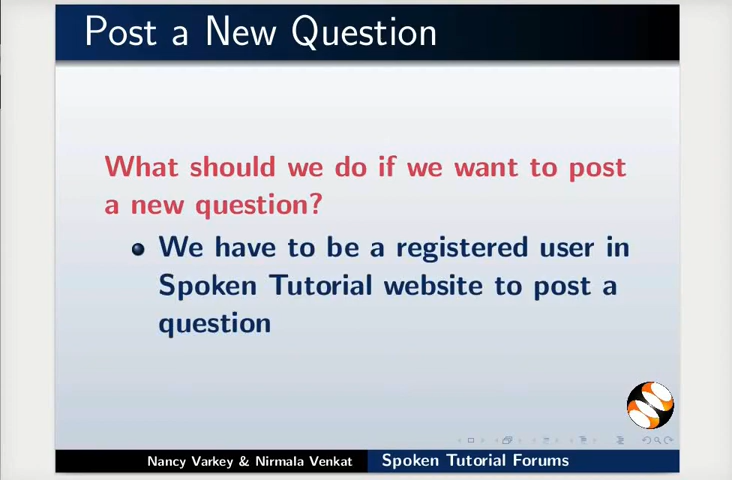 Post a New Question
What should we do if we want to post
a new question?
We have to be a registered user in
Spoken Tutorial website to post a
question
Nancy Varkey & Nirmala Venkat
Spoken Tutorial Forums